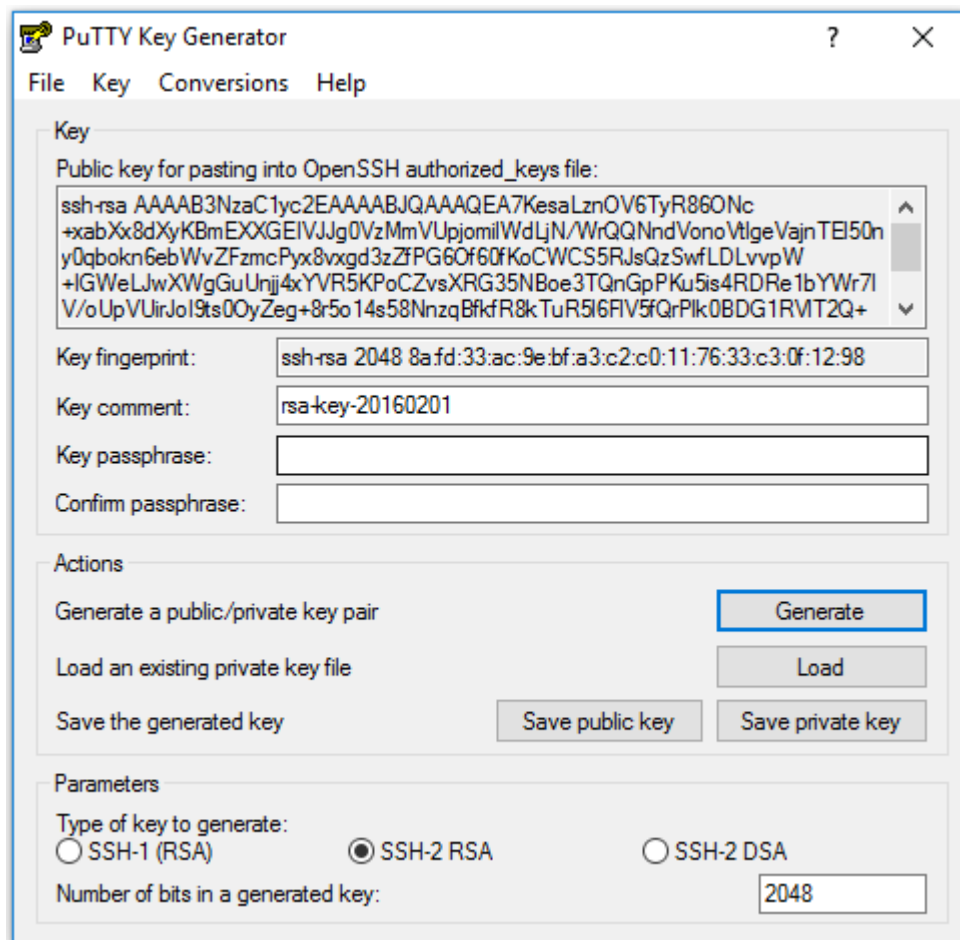 PuTTY Key Generator
?
File Key Conversions Help
Key
Public key for pasting into OpenSSH authorized_keys file:
ssh-rsa AAAAB3NzaC1yc2EAAAABJQAAAQEA7KesaLznOV6TyR86ONc
+xabXx8dXyKBmEXXGEIVJJg0VzMmVUpjomilWdLjN/WrQQNndVonoVtlgeVajnTEl50n
y0qbokn6ebWvZFzmcPyx8vxgd3zZfPG6Of60fKoCWCS5RJsQzSwfLDLvvpW
+IGWeLJwXWgGuUnjj4xYVR5KPoCZvsXRG35NBoe3TQnGpPKu5is4RDRe1bYWr7I
V/oUpVUirJoI9ts0OyZeg+8r5o14s58NnzqBfkfR8kTuR5I6FlV5fQrPlk0BDG1RVIT2Q+
Key fingerprint: ssh-rsa 2048 8a:fd:33:ac:9e:bf:a3:c2:c0:11:76:33:c3:0f:12:98
Key comment: rsa-key-20160201
Key passphrase:
Confirm passphrase:
Actions
Generate a public/private key pair Generate
Load an existing private key file Load
Save the generated key Save public key Save private key
Parameters
Type of key to generate:
SSH-1 (RSA) SSH-2 RSA SSH-2 DSA
Number of bits in a generated key: 2048